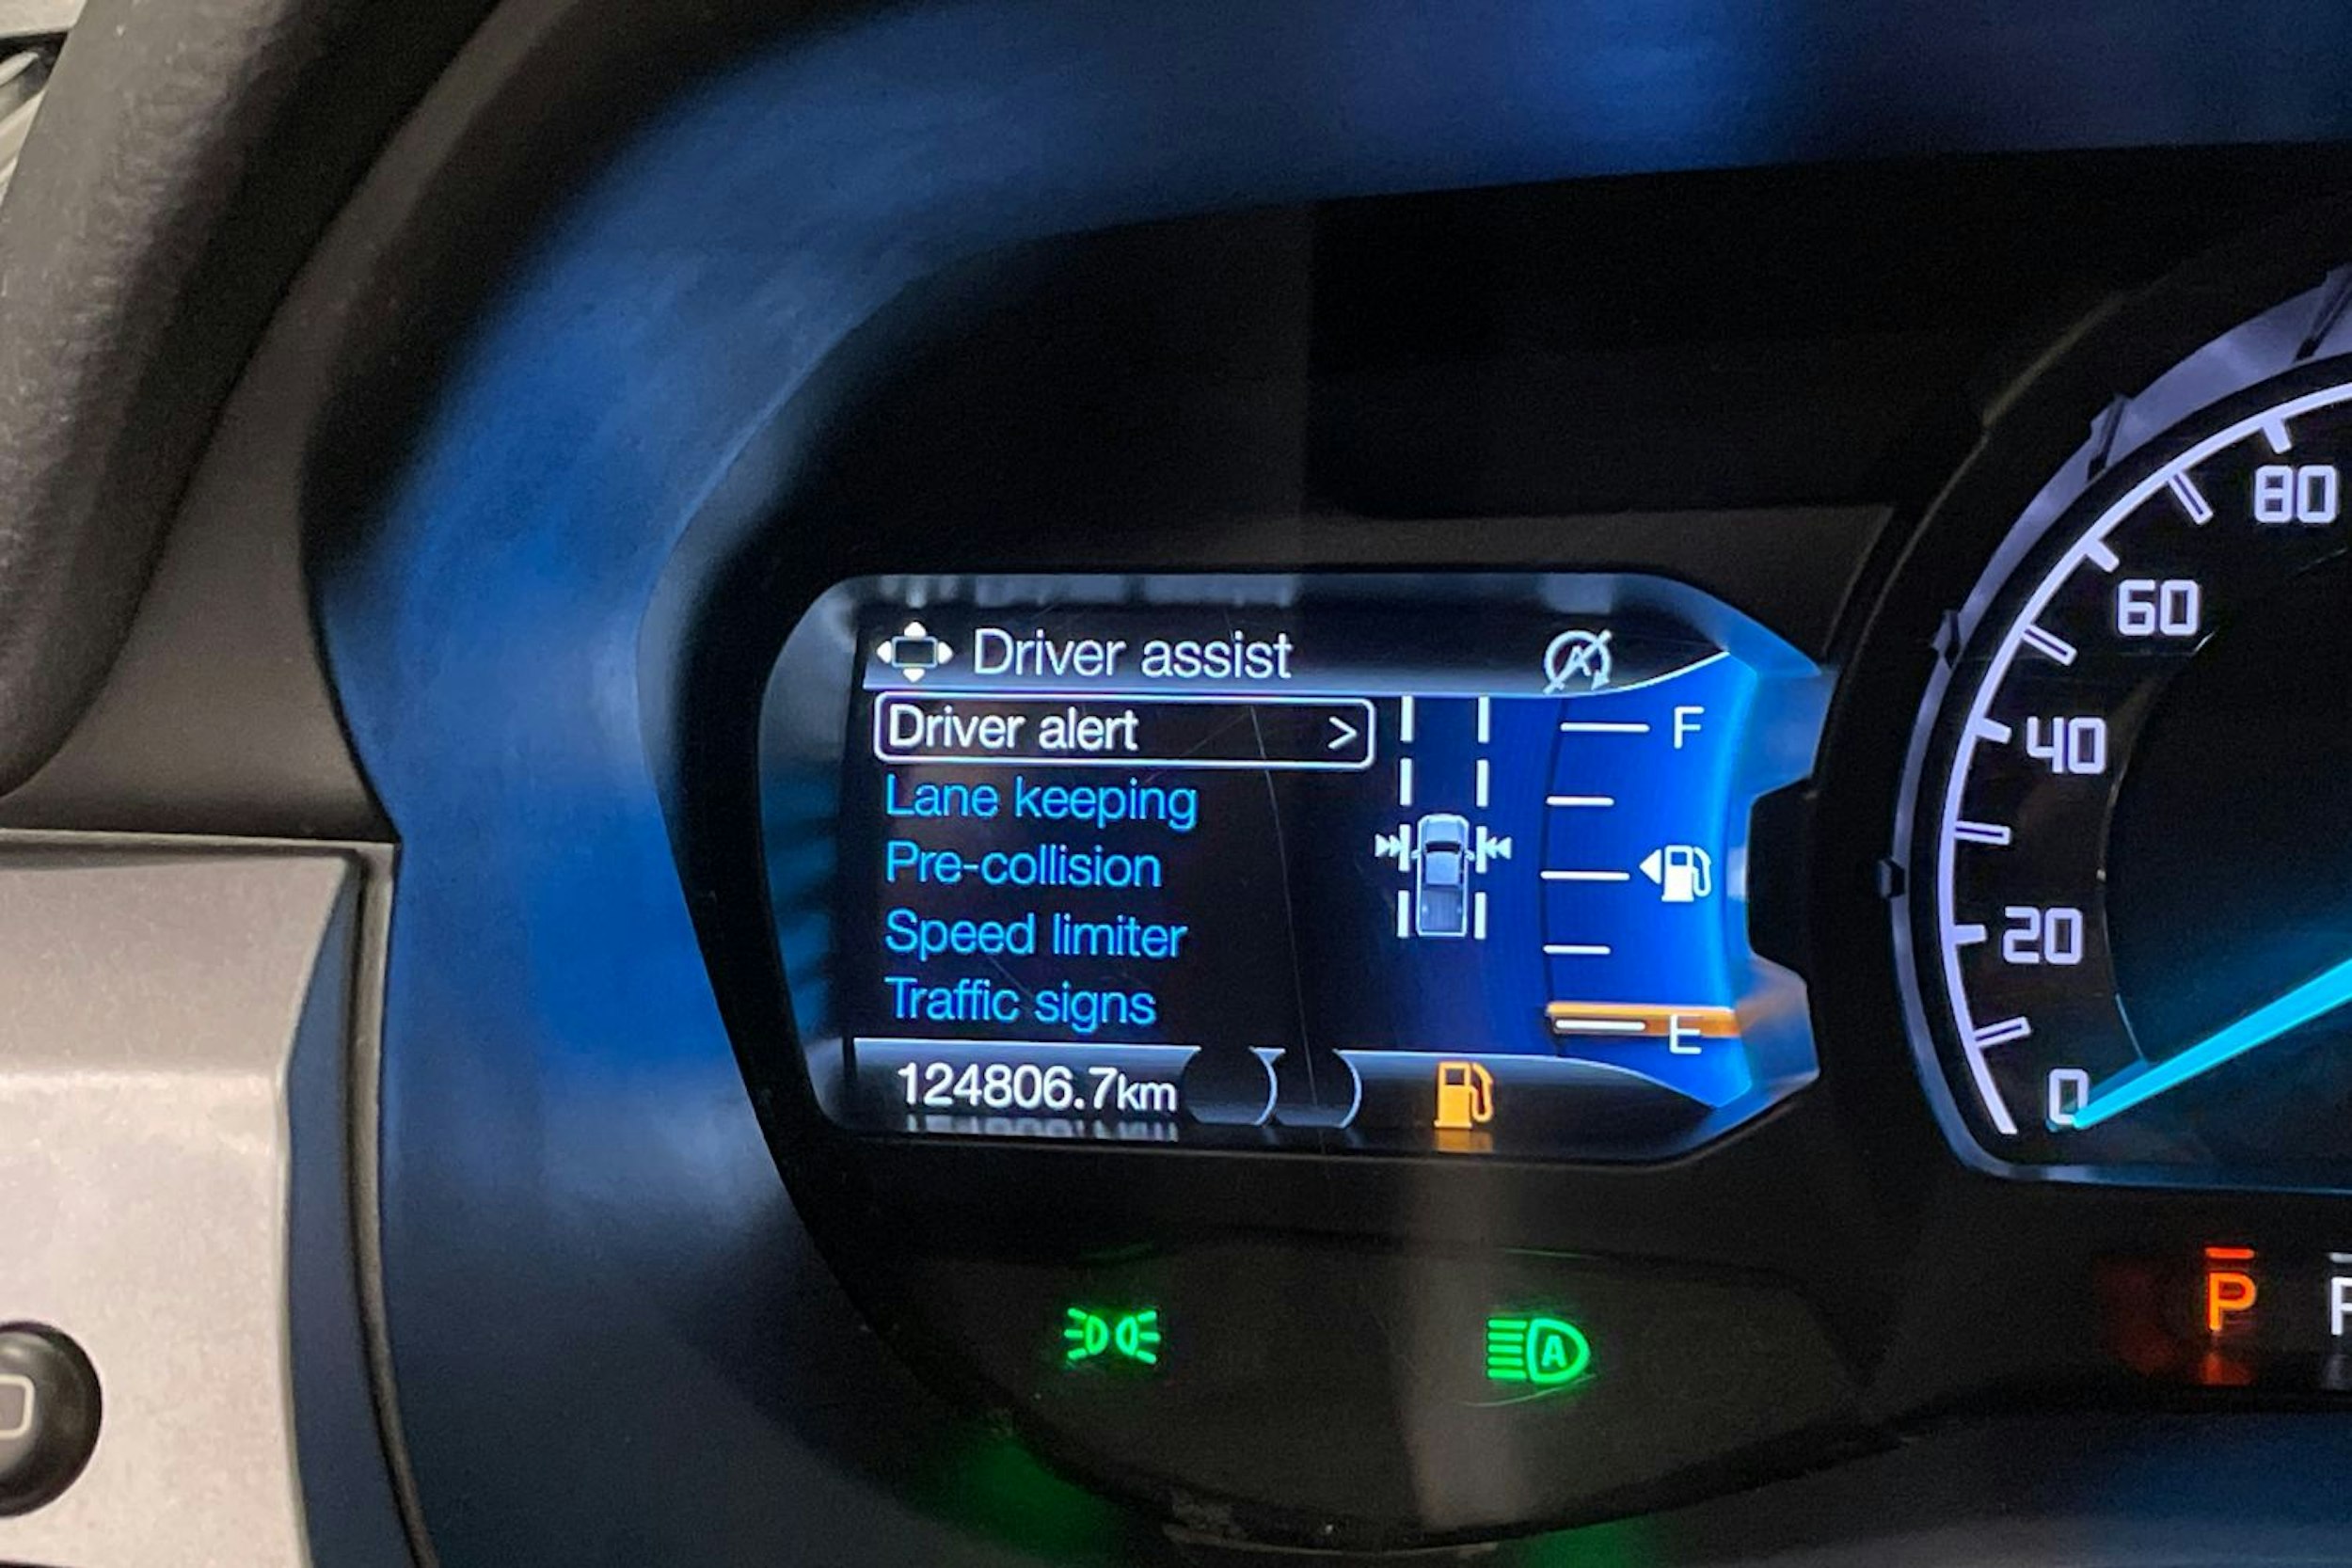 Driver assist
Driver alert >
Lane keeping
Pre-collision
Speed limiter
Traffic signs
124806.7km
F
E
80
60
40
20
0
A
P